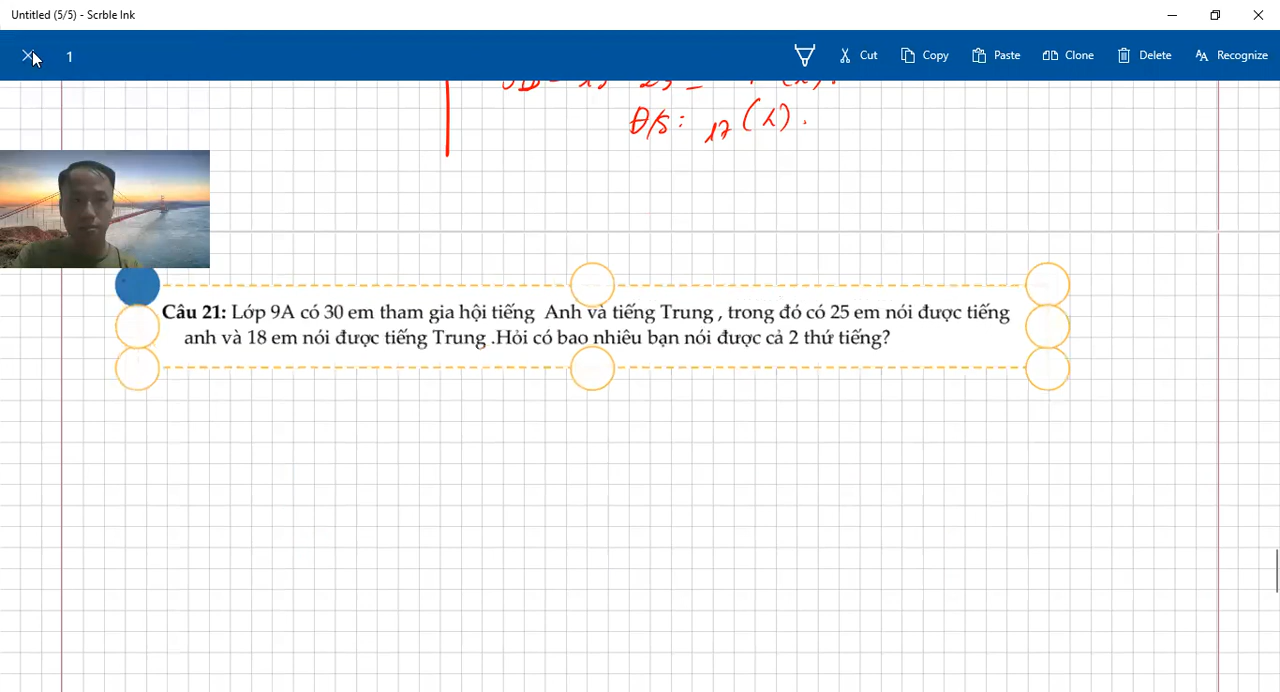 Untitled (5/5) - Scrble Ink
1 Cut Copy Paste Clone Delete Recognize
Đ/S: 17 (h).
Câu 21: Lớp 9A có 30 em tham gia hội tiếng Anh và tiếng Trung , trong đó có 25 em nói được tiếng
anh và 18 em nói được tiếng Trung .Hỏi có bao nhiêu bạn nói được cả 2 thứ tiếng?